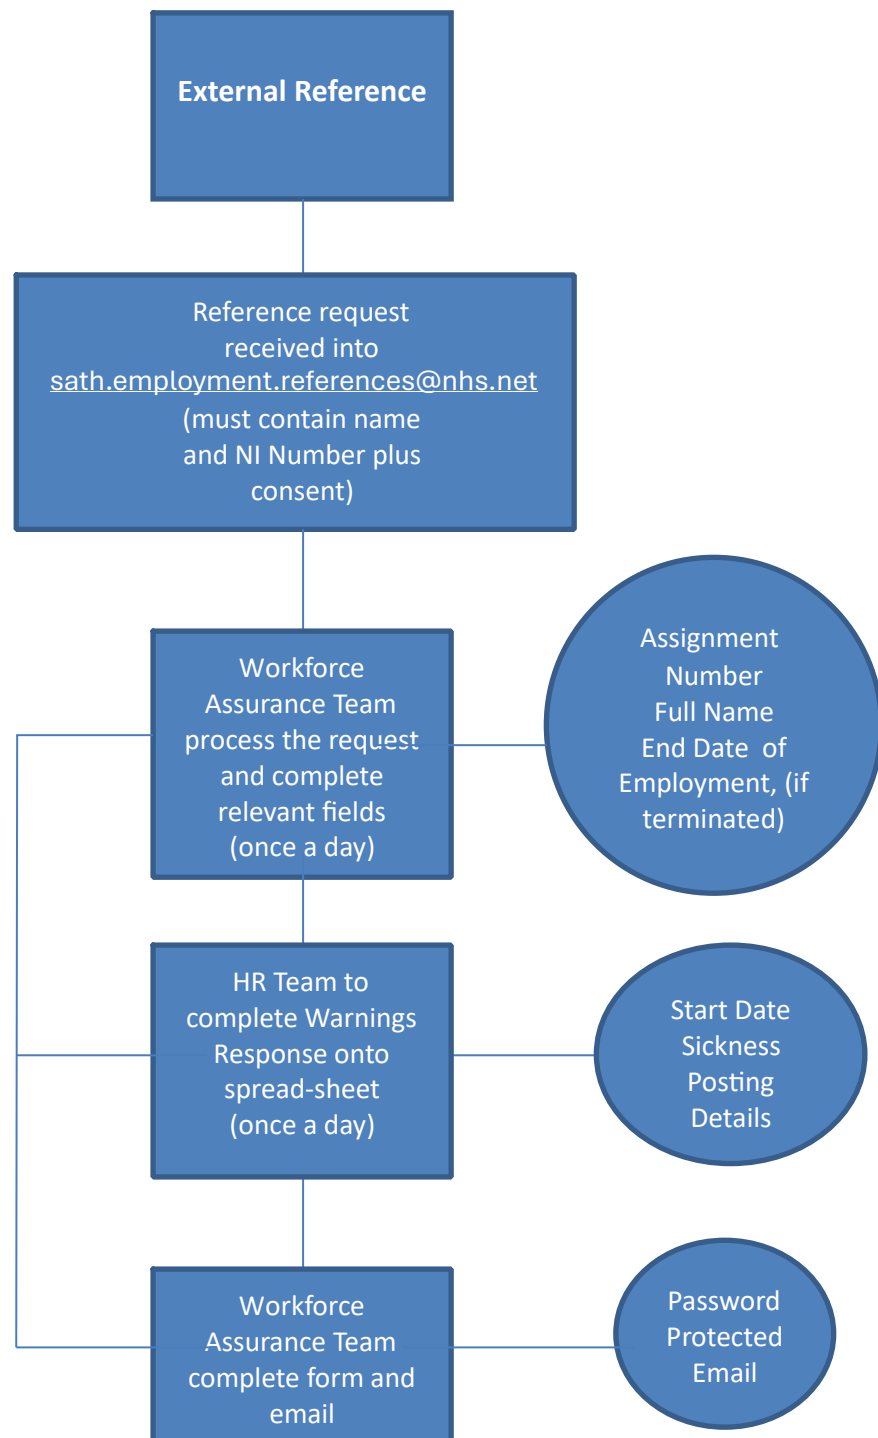 External Reference
Reference request
received into
sath.employment.references@nhs.net
(must contain name
and NI Number plus
consent)
Workforce
Assurance Team
process the request
and complete
relevant fields
(once a day)
Assignment
Number
Full Name
End Date of
Employment, (if
terminated)
HR Team to
complete Warnings
Response onto
spread-sheet
(once a day)
Start Date
Sickness
Posting
Details
Workforce
Assurance Team
complete form and
email
Password
Protected
Email